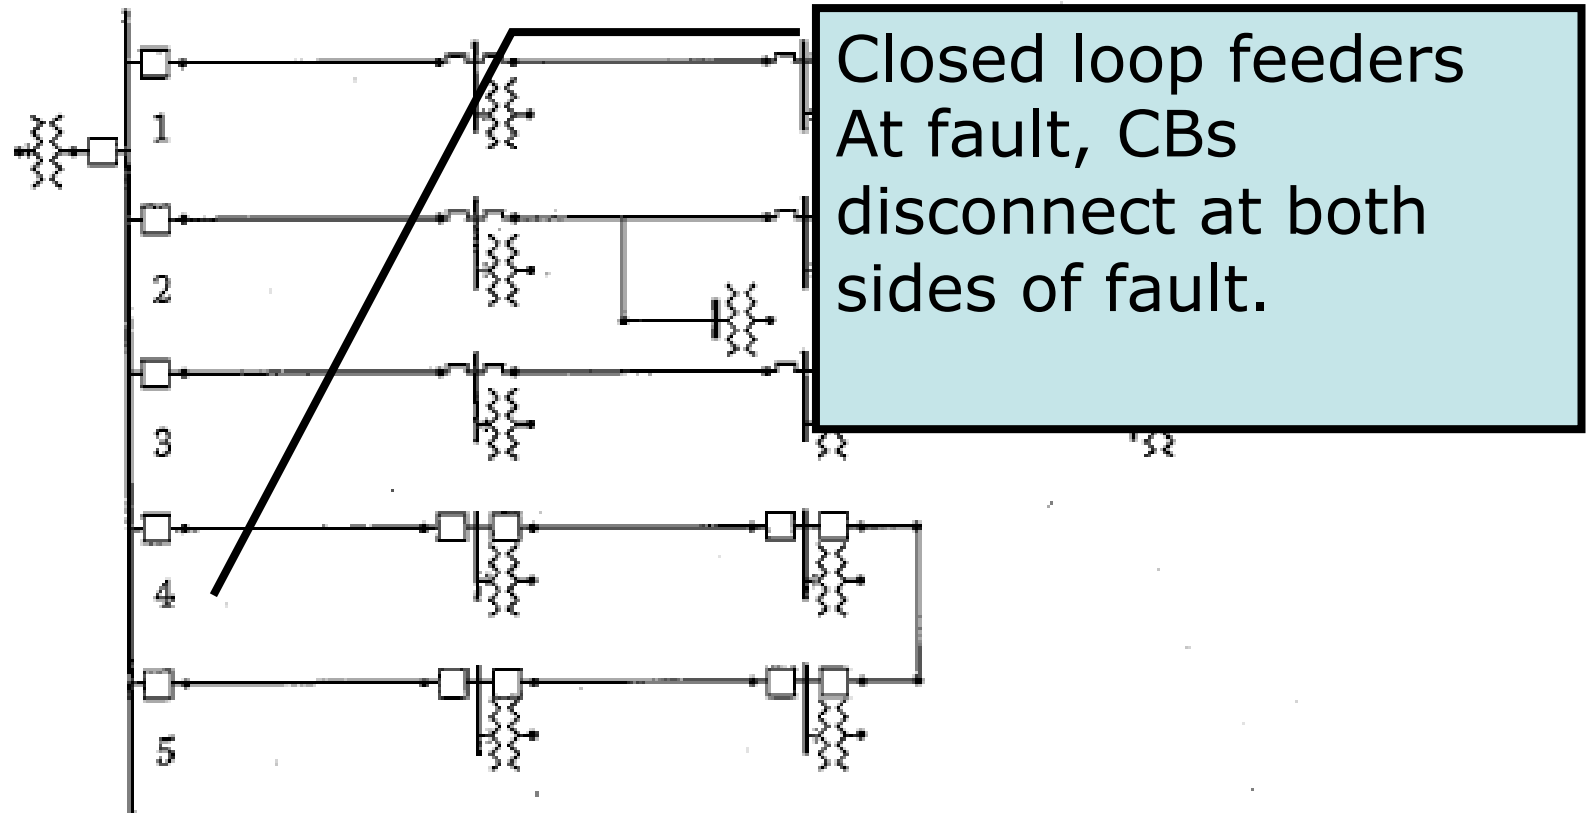 Closed loop feeders
At fault, CBs
disconnect at both
sides of fault.
1
2
3
4
5